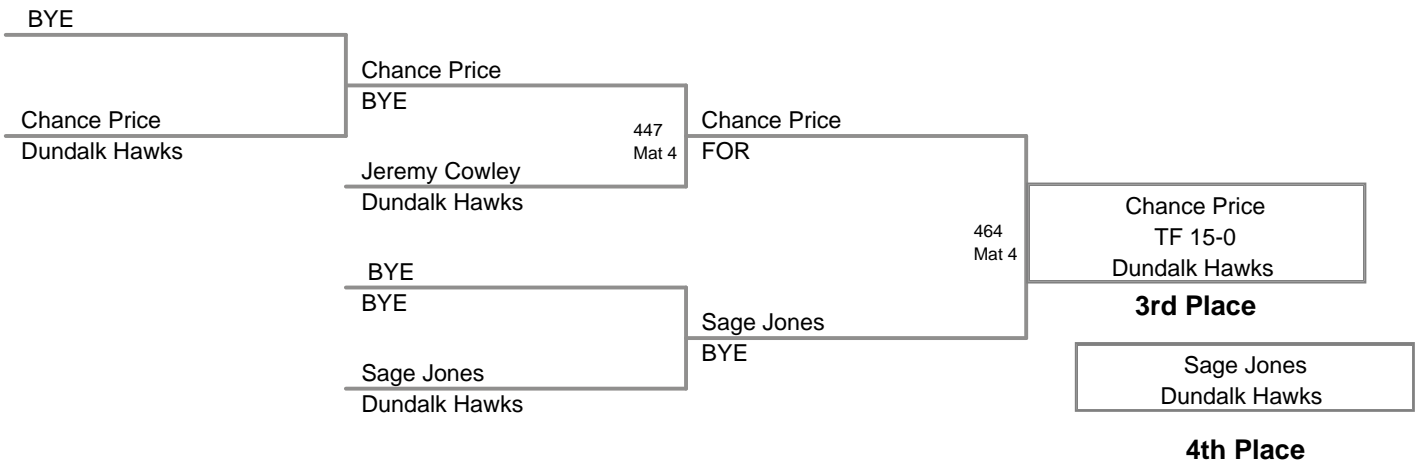 BYE
Chance Price
Dundalk Hawks
Chance Price
BYE
Jeremy Cowley
Dundalk Hawks
BYE
BYE
Sage Jones
Dundalk Hawks
447
Mat 4
Chance Price
FOR
Sage Jones
BYE
464
Mat 4
Chance Price
TF 15-0
Dundalk Hawks
3rd Place
Sage Jones
Dundalk Hawks
4th Place